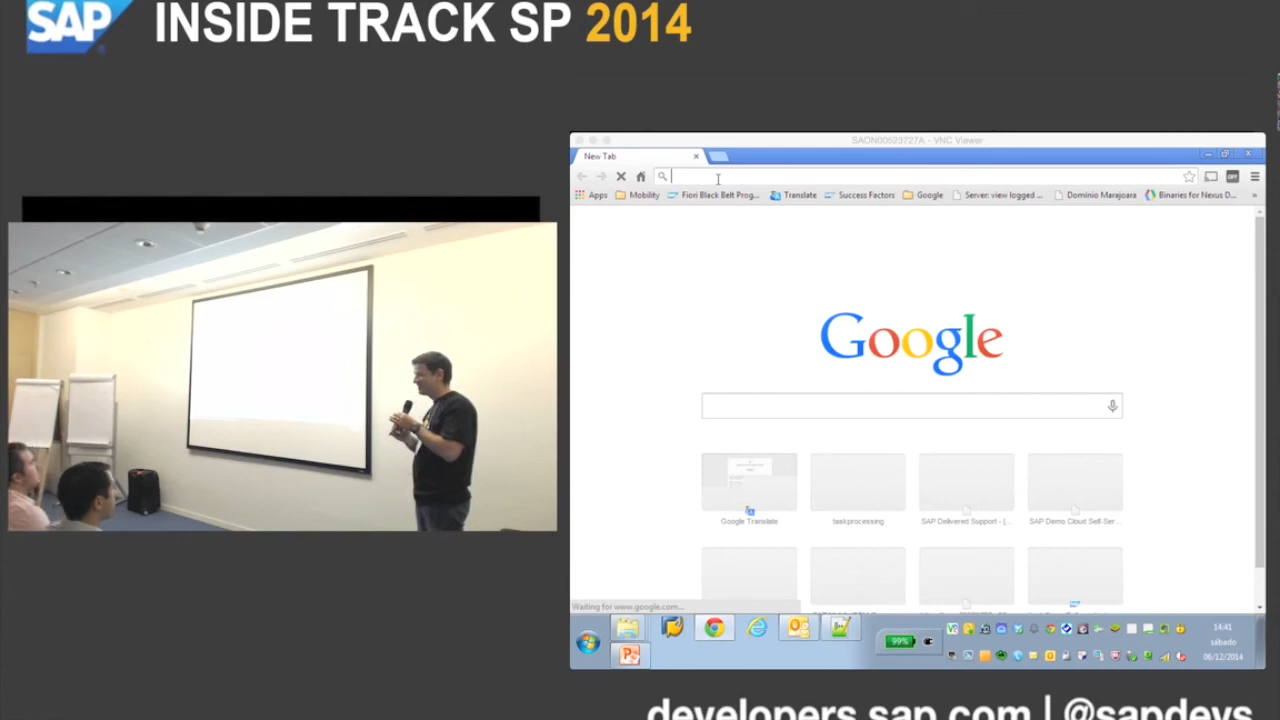 SAP INSIDE TRACK SP 2014
SAON00523727A - VNC Viewer
New Tab
Apps Mobility Fiori Black Belt Prog... Translate Success Factors Google Server: view logged ... Domínio Marajoara Binaries for Nexus D... »
Google
Google Translate taskprocessing SAP Delivered Support - [... SAP Demo Cloud Self-Ser...
Waiting for www.google.com...
99%
14:41
sábado
06/12/2014
developers.sap.com | @sapdevs